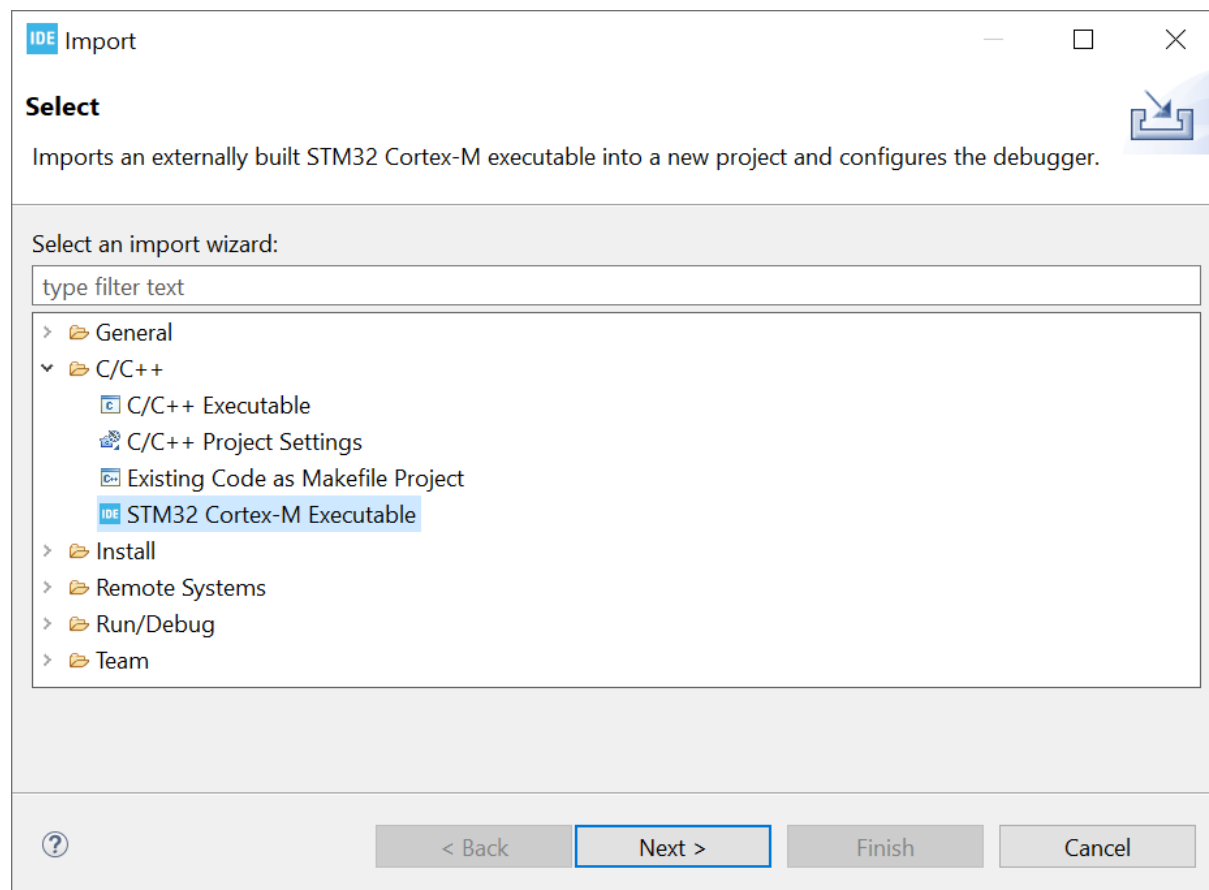 IDE Import
Select
Imports an externally built STM32 Cortex-M executable into a new project and configures the debugger.
Select an import wizard:
type filter text
General
C/C++
C C/C++ Executable
C/C++ Project Settings
C++ Existing Code as Makefile Project
IDE STM32 Cortex-M Executable
Install
Remote Systems
Run/Debug
Team
? < Back Next > Finish Cancel